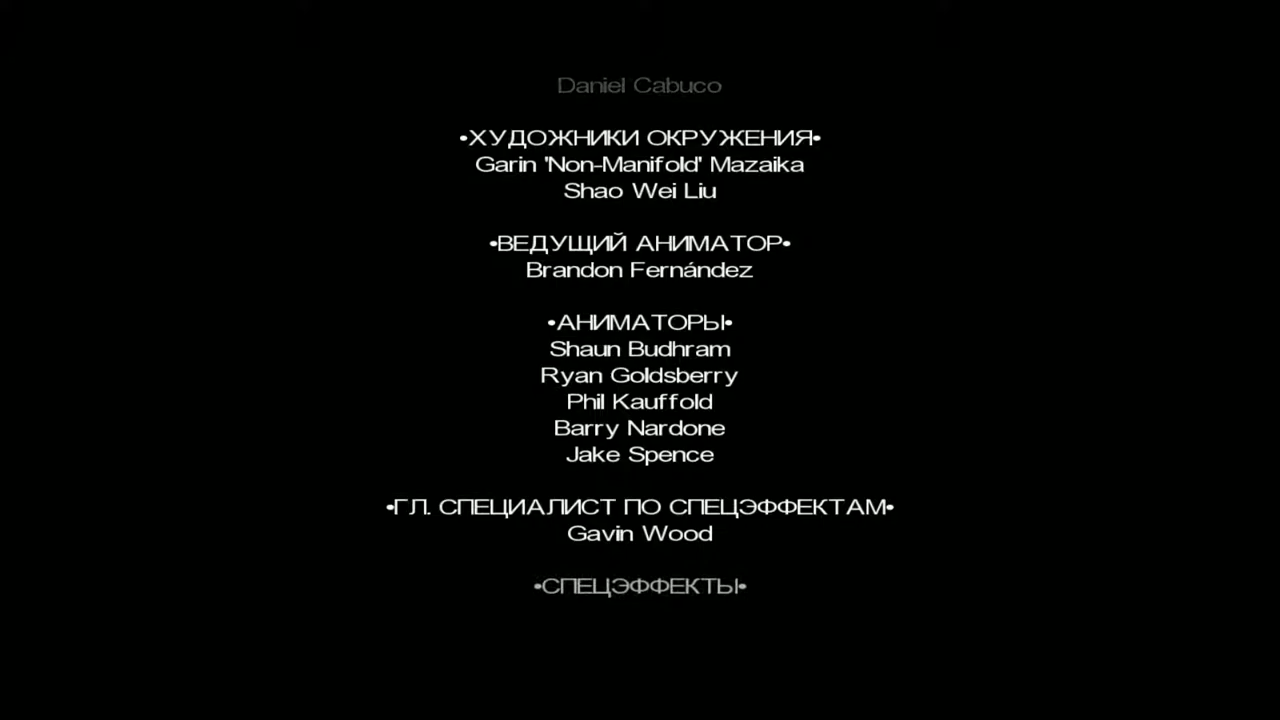 Daniel Cabuco
•ХУДОЖНИКИ ОКРУЖЕНИЯ•
Garin 'Non-Manifold' Mazaika
Shao Wei Liu
•ВЕДУЩИЙ АНИМАТОР•
Brandon Fernández
•АНИМАТОРЫ•
Shaun Budhram
Ryan Goldsberry
Phil Kauffold
Barry Nardone
Jake Spence
•ГЛ. СПЕЦИАЛИСТ ПО СПЕЦЭФФЕКТАМ•
Gavin Wood
•СПЕЦЭФФЕКТЫ•